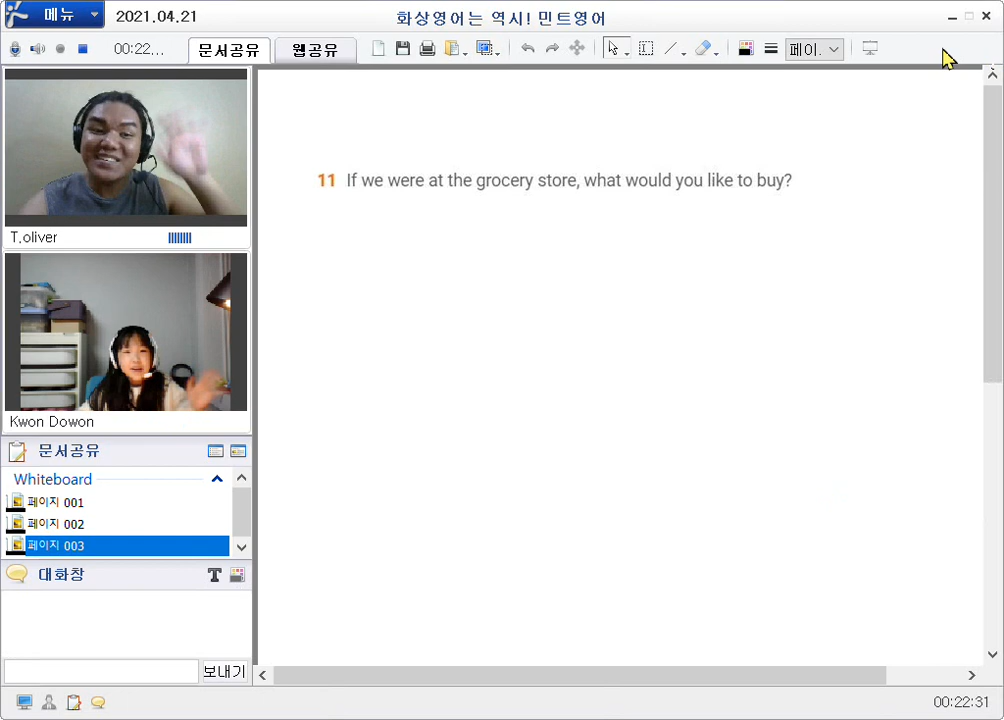 메뉴 2021.04.21 화상영어는 역시! 민트영어
00:22... 문서공유 웹공유 페이.
11 If we were at the grocery store, what would you like to buy?
T.oliver
Kwon Dowon
문서공유
Whiteboard
페이지 001
페이지 002
페이지 003
대화창 T
보내기
00:22:31